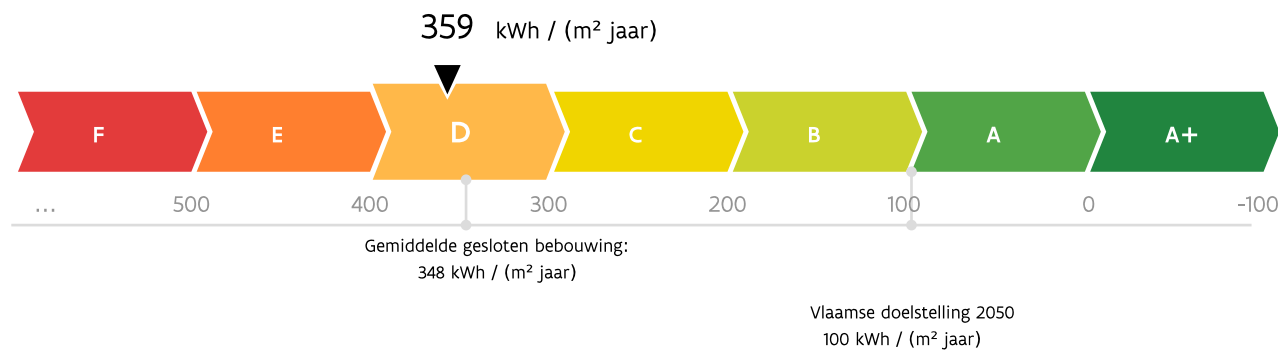 359 kWh / (m² jaar)
F E D C B A A+
... 500 400 300 200 100 0 -100
Gemiddelde gesloten bebouwing:
348 kWh / (m² jaar)
Vlaamse doelstelling 2050
100 kWh / (m² jaar)